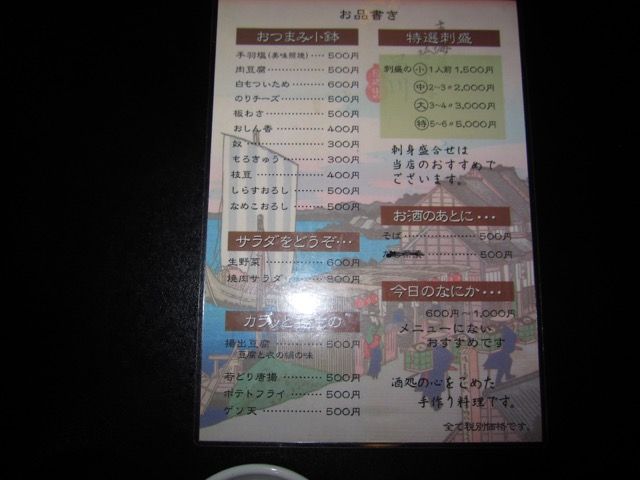 お品書き
おつまみ小鉢
手羽塩(美味照焼)‥‥500円
肉豆腐‥‥‥‥‥500円
白もついため‥‥‥600円
のりチーズ‥‥‥‥500円
板わさ‥‥‥‥‥500円
おしん香‥‥‥‥400円
奴‥‥‥‥‥‥300円
もろきゅう‥‥‥‥300円
枝豆‥‥‥‥‥‥400円
しらすおろし‥‥‥500円
なめこおろし‥‥‥500円
サラダをどうぞ…
生野菜‥‥‥‥‥600円
焼肉サラダ‥‥‥‥800円
カラッと
揚出豆腐‥‥‥‥500円
豆腐と衣の絹の味
若どり唐揚‥‥‥‥500円
ポテトフライ‥‥‥500円
ゲソ天‥‥‥‥‥500円
特選刺盛
刺盛の 小 1人前 1,500円
中 2~3〃 2,000円
大 3~4〃 3,000円
特 5~6〃 5,000円
刺身盛合せは
当店のおすすめで
ございます。
お酒のあとに・・・
そば‥‥‥‥‥500円
‥‥‥500円
今日のなにか・・・
600円~1,000円
メニューにない
おすすめです
酒処の心をこめた
手作り料理です。
全て税別価格です。